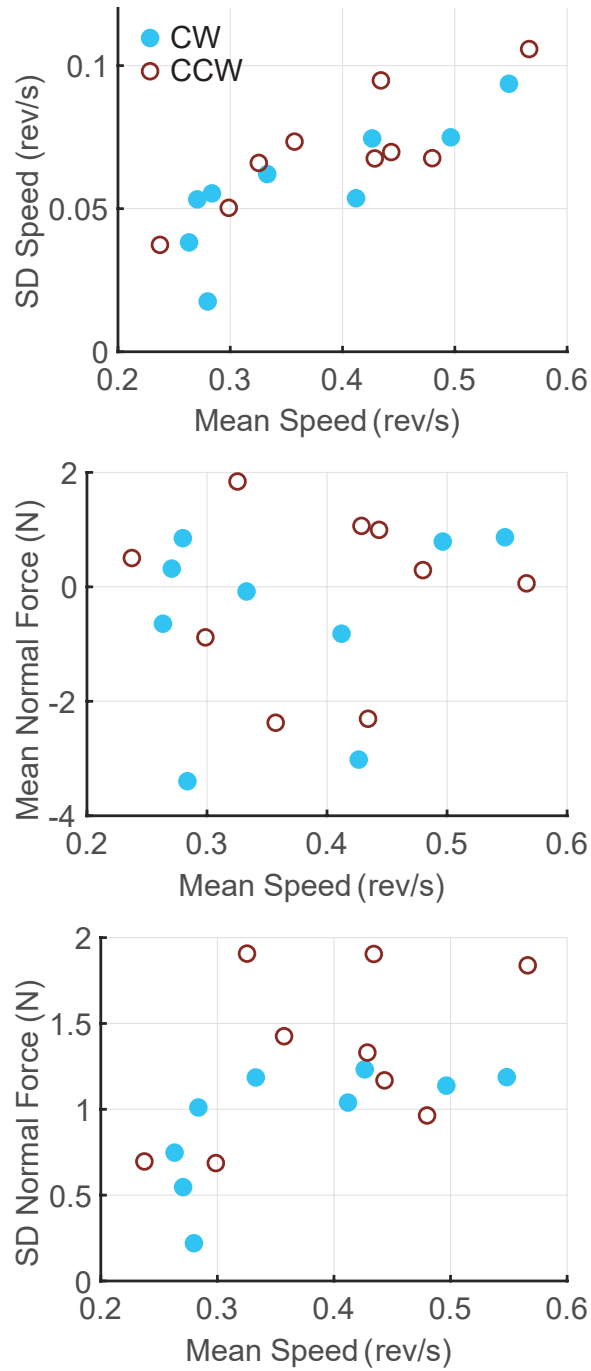 CW
CCW
0.1
0.05
0
0.2 0.3 0.4 0.5 0.6
SD Speed (rev/s)
Mean Speed (rev/s)
2
0
-2
-4
0.2 0.3 0.4 0.5 0.6
Mean Normal Force (N)
Mean Speed (rev/s)
2
1.5
1
0.5
0
0.2 0.3 0.4 0.5 0.6
SD Normal Force (N)
Mean Speed (rev/s)